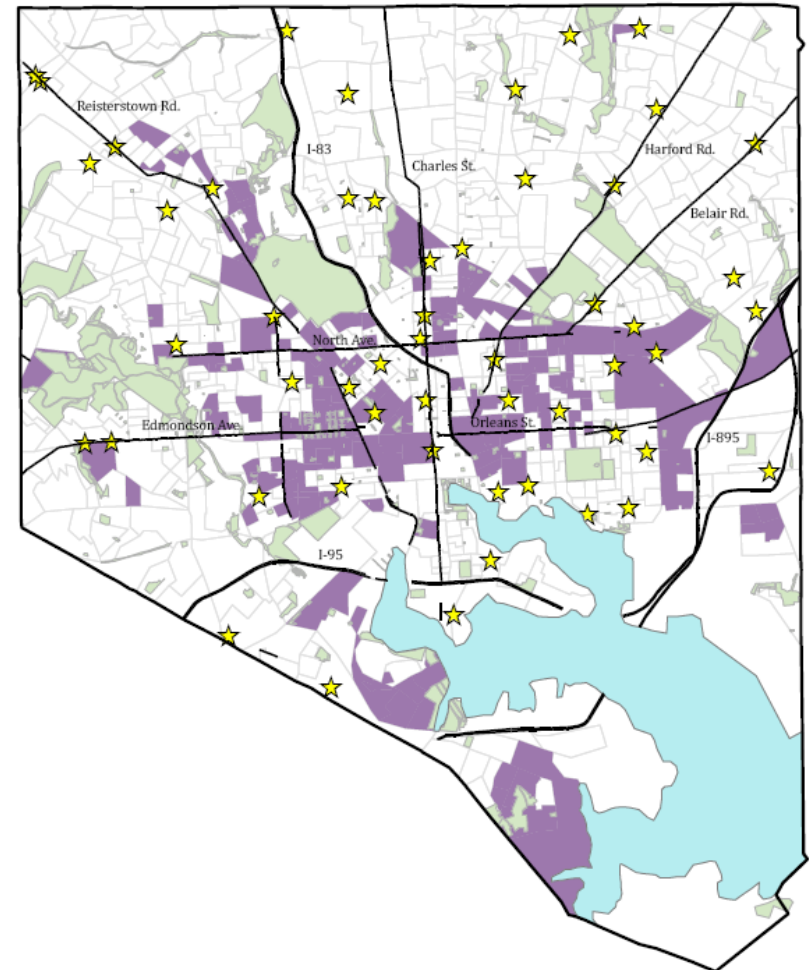 Reisterstown Rd.
I-83
Harford Rd.
Charles St.
Belair Rd.
North Ave.
Edmondson Ave.
Orleans St.
I-895
I-95